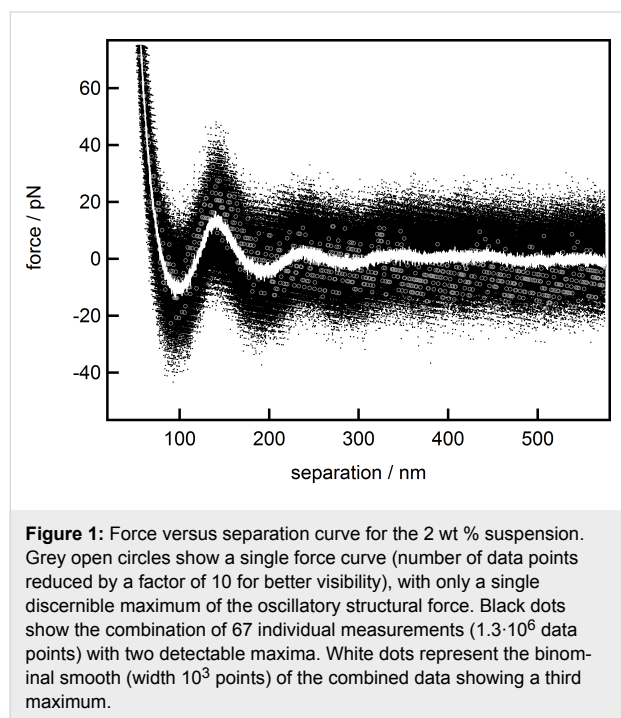 60
40
20
0
-20
-40
force / pN
100 200 300 400 500
separation / nm
Figure 1: Force versus separation curve for the 2 wt % suspension.
Grey open circles show a single force curve (number of data points
reduced by a factor of 10 for better visibility), with only a single
discernible maximum of the oscillatory structural force. Black dots
show the combination of 67 individual measurements (1.3·10⁶ data
points) with two detectable maxima. White dots represent the binom-
inal smooth (width 10³ points) of the combined data showing a third
maximum.